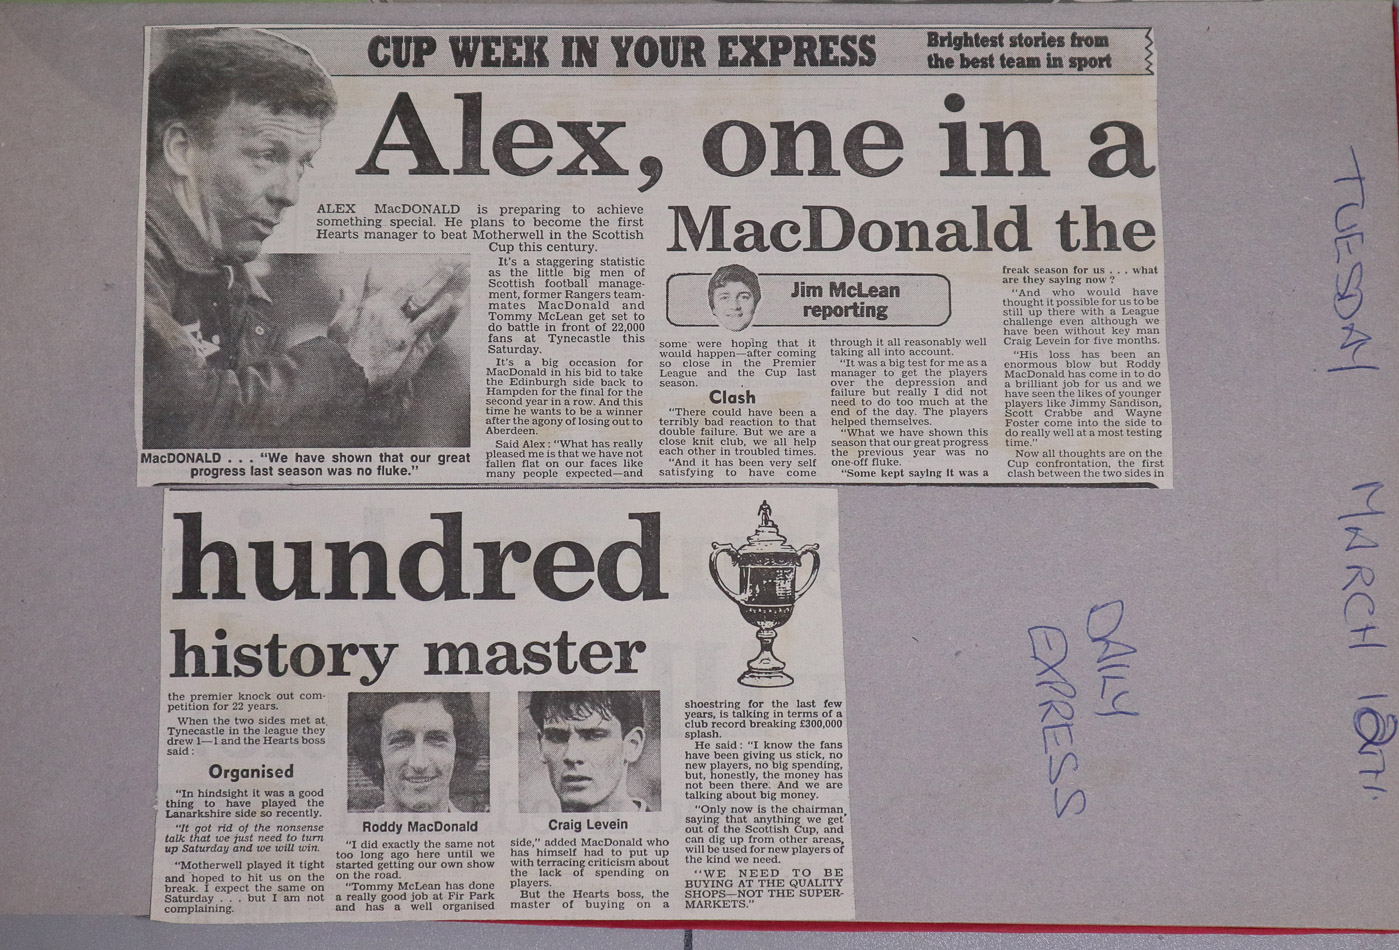 CUP WEEK IN YOUR EXPRESS
Brightest stories from
the best team in sport
Alex, one in a
MacDonald the
ALEX MacDONALD is preparing to achieve
something special. He plans to become the first
Hearts manager to beat Motherwell in the Scottish
Cup this century.
It's a staggering statistic
as the little big men of
Scottish football manage-
ment, former Rangers team-
mates MacDonald and
Tommy McLean get set to
do battle in front of 22,000
fans at Tynecastle this
Saturday.
It's a big occasion for
MacDonald in his bid to take
the Edinburgh side back to
Hampden for the final for the
second year in a row. And this
time he wants to be a winner
after the agony of losing out to
Aberdeen.
Said Alex: "What has really
pleased me is that we have not
fallen flat on our faces like
many people expected—and
MacDONALD . . . "We have shown that our great
progress last season was no fluke."
Jim McLean
reporting
some were hoping that it
would happen—after coming
so close in the Premier
League and the Cup last
season.
Clash
"There could have been a
terribly bad reaction to that
double failure. But we are a
close knit club, we all help
each other in troubled times.
"And it has been very self
satisfying to have come
through it all reasonably well
taking all into account.
"It was a big test for me as a
manager to get the players
over the depression and
failure but really I did not
need to do too much at the
end of the day. The players
helped themselves.
"What we have shown this
season that our great progress
the previous year was no
one-off fluke.
"Some kept saying it was a
freak season for us . . . what
are they saying now?
"And who would have
thought it possible for us to be
still up there with a League
challenge even although we
have been without key man
Craig Levein for five months.
"His loss has been an
enormous blow but Roddy
MacDonald has come in to do
a brilliant job for us and we
have seen the likes of younger
players like Jimmy Sandison,
Scott Crabbe and Wayne
Foster come into the side to
do really well at a most testing
time."
Now all thoughts are on the
Cup confrontation, the first
clash between the two sides in
hundred
history master
the premier knock out com-
petition for 22 years.
When the two sides met at
Tynecastle in the league they
drew 1—1 and the Hearts boss
said:
Organised
"In hindsight it was a good
thing to have played the
Lanarkshire side so recently.
"It got rid of the nonsense
talk that we just need to turn
up Saturday and we will win.
"Motherwell played it tight
and hoped to hit us on the
break. I expect the same on
Saturday . . . but I am not
complaining.
Roddy MacDonald
"I did exactly the same not
too long ago here until we
started getting our own show
on the road.
"Tommy McLean has done
a really good job at Fir Park
and has a well organised
Craig Levein
side," added MacDonald who
has himself had to put up
with terracing criticism about
the lack of spending on
players.
But the Hearts boss, the
master of buying on a
shoestring for the last few
years, is talking in terms of a
club record breaking £300,000
splash.
He said: "I know the fans
have been giving us stick, no
new players, no big spending,
but, honestly, the money has
not been there. And we are
talking about big money.
"Only now is the chairman
saying that anything we get
out of the Scottish Cup, and
can dig up from other areas,
will be used for new players of
the kind we need.
"WE NEED TO BE
BUYING AT THE QUALITY
SHOPS—NOT THE SUPER-
MARKETS."
DAILY
EXPRESS
TUESDAY MARCH 10TH